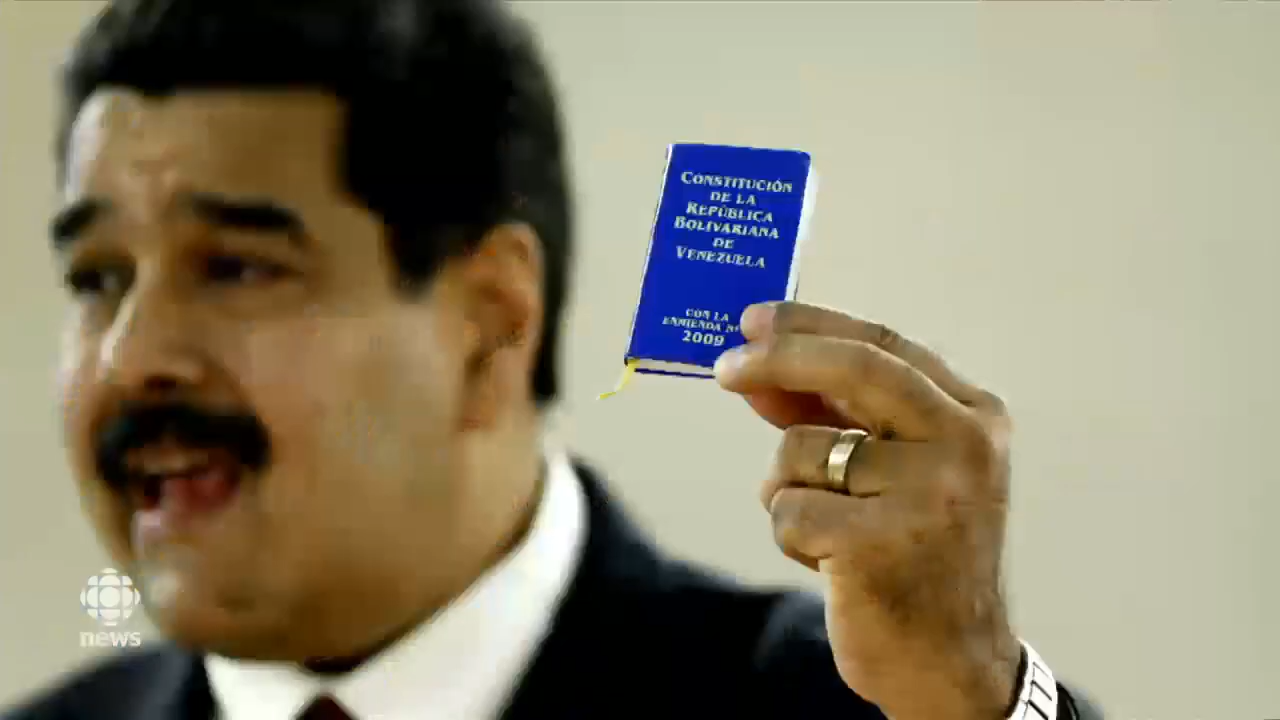 CONSTITUCIÓN
DE LA
REPÚBLICA
BOLIVARIANA
DE
VENEZUELA
CON LA
ENMIENDA
2009
news